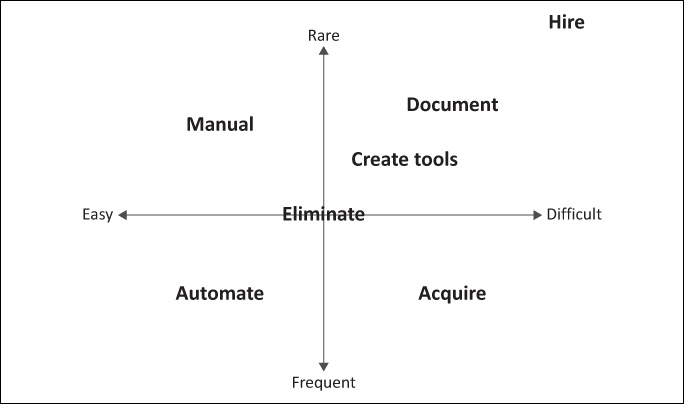 Hire
Rare
Document
Manual
Create tools
Easy
Eliminate
Difficult
Automate
Acquire
Frequent